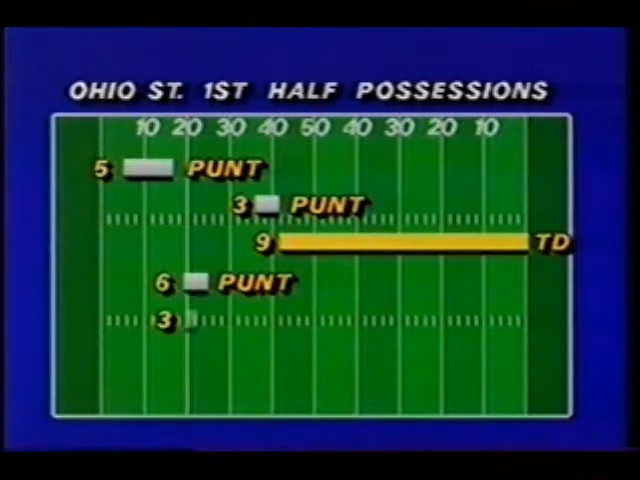 OHIO ST. 1ST HALF POSSESSIONS
10 20 30 40 50 40 30 20 10
5 PUNT
3 PUNT
9 TD
6 PUNT
3